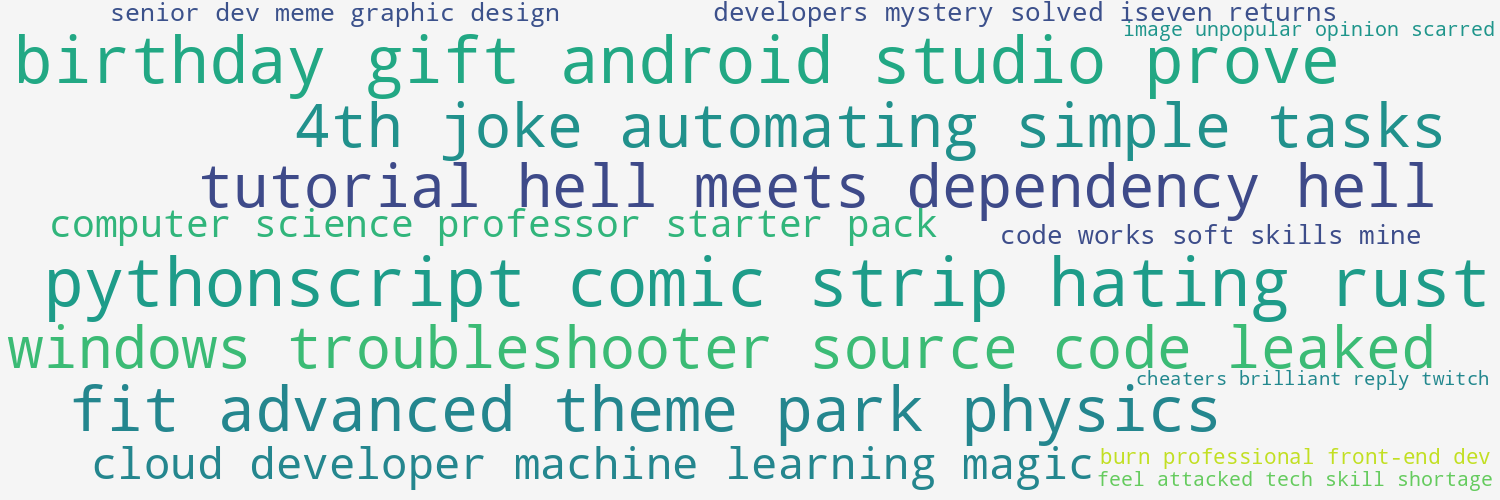 senior dev meme graphic design
developers mystery solved iseven returns
image unpopular opinion scarred
birthday gift android studio prove
4th joke automating simple tasks
tutorial hell meets dependency hell
computer science professor starter pack
code works soft skills mine
pythonscript comic strip hating rust
windows troubleshooter source code leaked
cheaters brilliant reply twitch
fit advanced theme park physics
cloud developer machine learning magic
burn professional front-end dev
feel attacked tech skill shortage